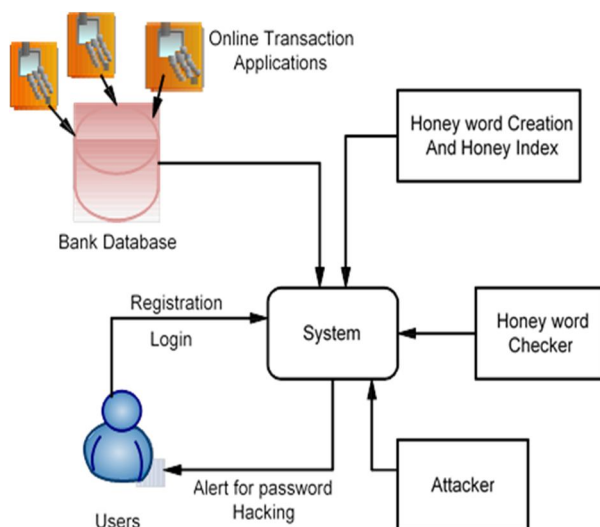 Online Transaction
Applications
Honey word Creation
And Honey Index
Bank Database
Registration
Login
System
Honey word
Checker
Alert for password
Hacking
Attacker
Users